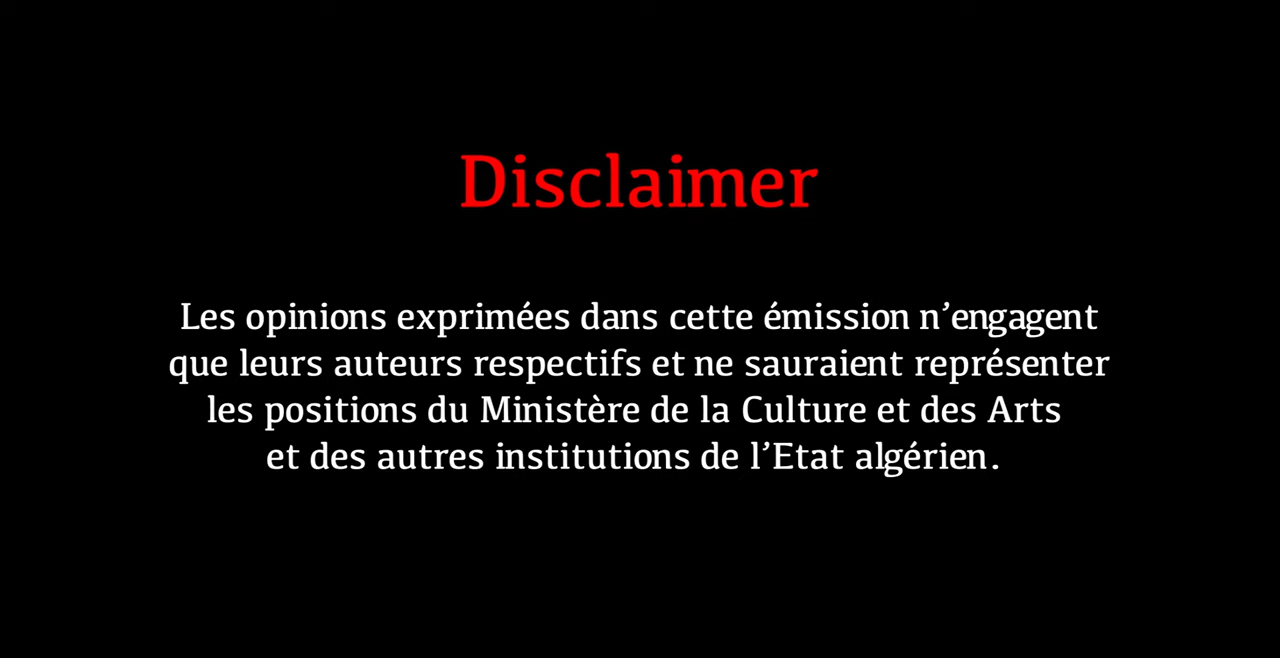 Disclaimer
Les opinions exprimées dans cette émission n’engagent
que leurs auteurs respectifs et ne sauraient représenter
les positions du Ministère de la Culture et des Arts
et des autres institutions de l’Etat algérien.